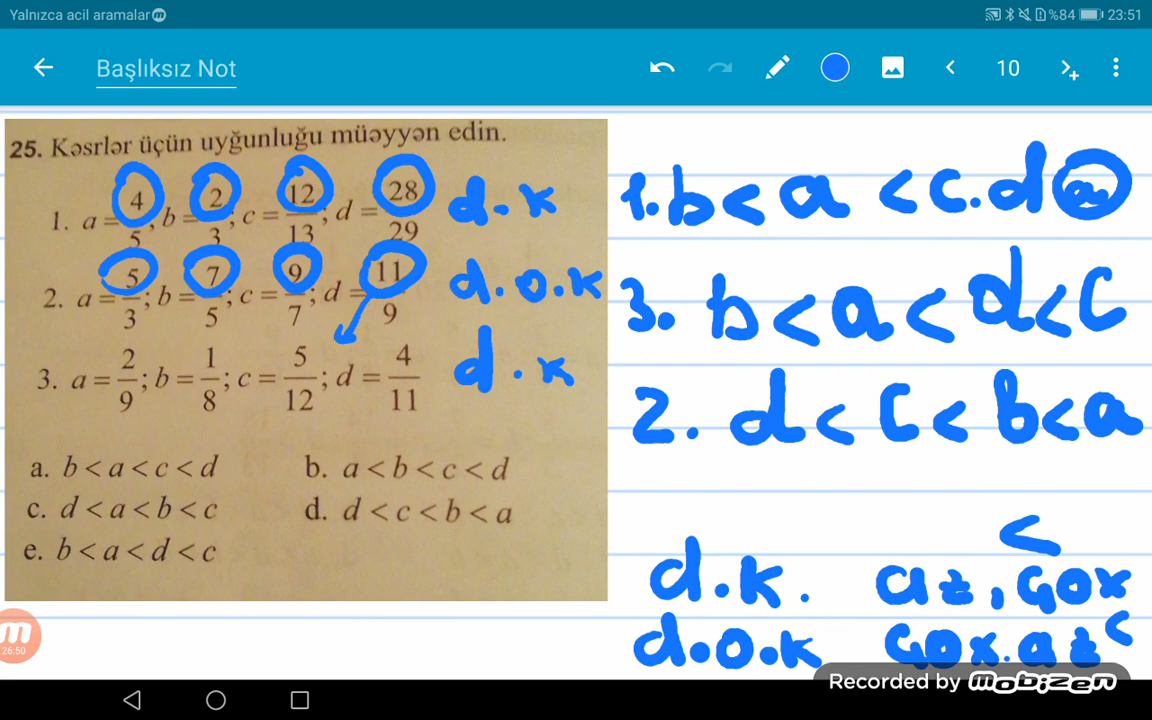 Yalnızca acil aramalar m %84 23:51
Başlıksız Not 10
25. Kəsrlər üçün uyğunluğu müəyyən edin.
1. a = 4/5; b = 2/3; c = 12/13; d = 28/29 d.k
2. a = 5/3; b = 7/5; c = 9/7; d = 11/9 d.o.k
3. a = 2/9; b = 1/8; c = 5/12; d = 4/11 d.k
a. b < a < c < d b. a < b < c < d
c. d < a < b < c d. d < c < b < a
e. b < a < d < c
1. b < a < c . d a
3. b < a < d < c
2. d < c < b < a
<
d.k. az, çox
d.o.k çox.az <
m
26:50
Recorded by mobizen